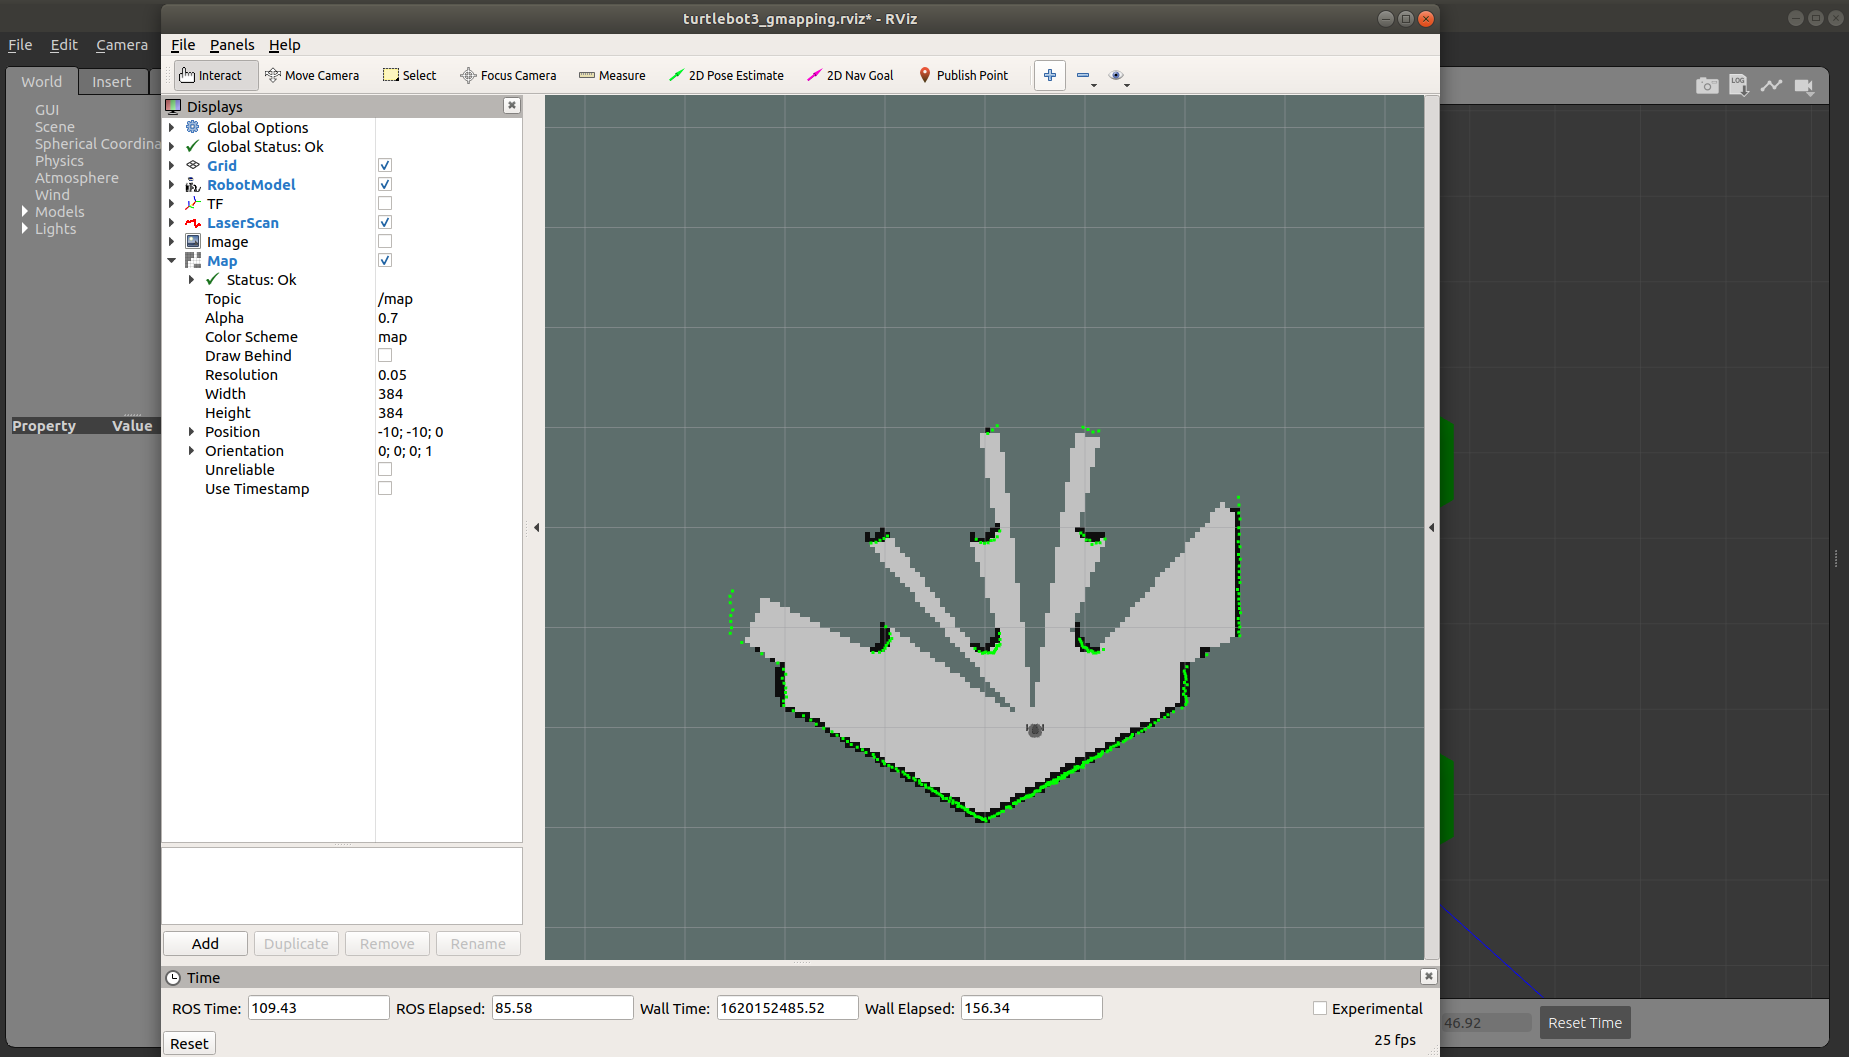 turtlebot3_gmapping.rviz* - RViz
File Edit Camera
File Panels Help
Interact Move Camera Select Focus Camera Measure 2D Pose Estimate 2D Nav Goal Publish Point
World Insert
LOG
GUI
Scene
Spherical Coordina
Physics
Atmosphere
Wind
Models
Lights
Property Value
Displays
Global Options
Global Status: Ok
Grid
RobotModel
TF
LaserScan
Image
Map
Status: Ok
Topic /map
Alpha 0.7
Color Scheme map
Draw Behind
Resolution 0.05
Width 384
Height 384
Position -10; -10; 0
Orientation 0; 0; 0; 1
Unreliable
Use Timestamp
Add Duplicate Remove Rename
Time
ROS Time: 109.43 ROS Elapsed: 85.58 Wall Time: 1620152485.52 Wall Elapsed: 156.34 Experimental
Reset 25 fps
46.92 Reset Time